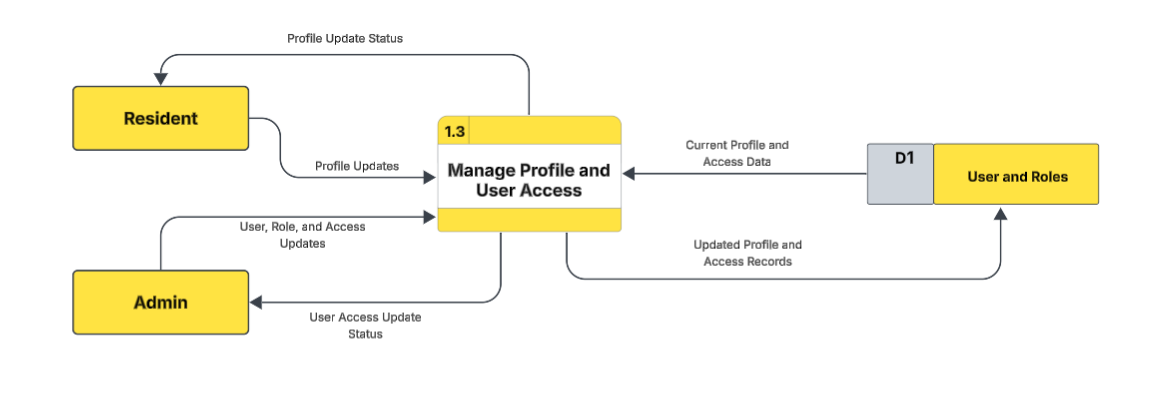 Profile Update Status
Resident
Profile Updates
1.3
Manage Profile and
User Access
Current Profile and
Access Data
D1
User and Roles
User, Role, and Access
Updates
Updated Profile and
Access Records
Admin
User Access Update
Status